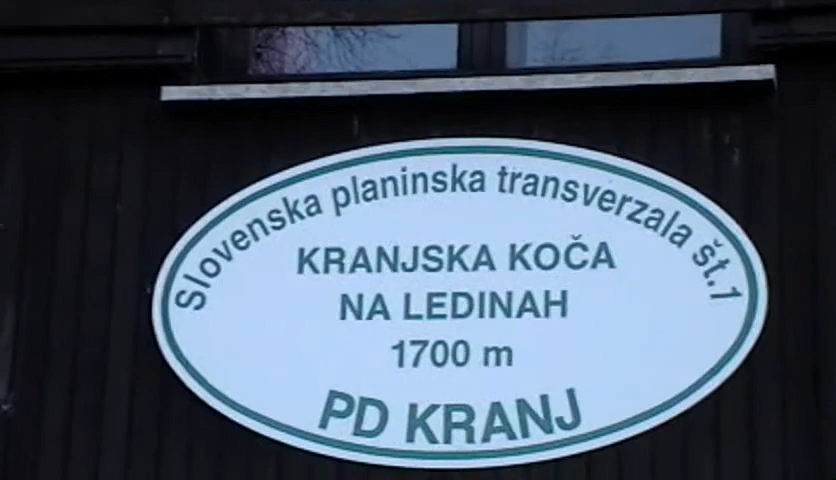 Slovenska planinska transverzala št.1
KRANJSKA KOČA
NA LEDINAH
1700 m
PD KRANJ